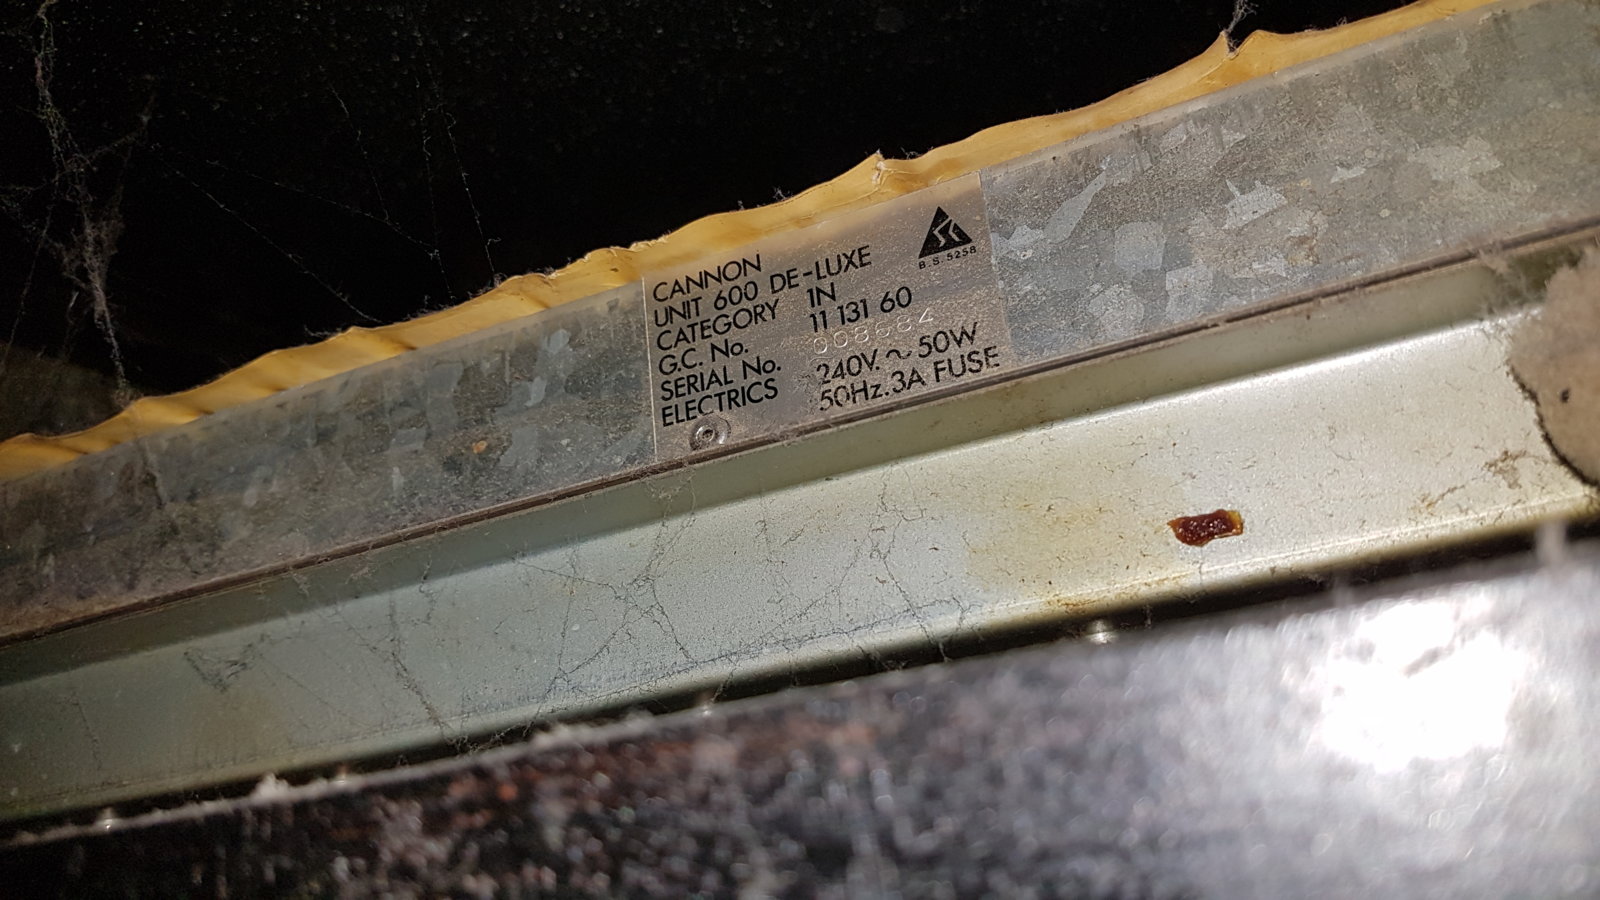 CANNON
UNIT 600 DE-LUXE
CATEGORY 1N
G.C. No. 11 131 60
SERIAL No. 008684
ELECTRICS 240V.~50W
50Hz.3A FUSE
B.S. 5258